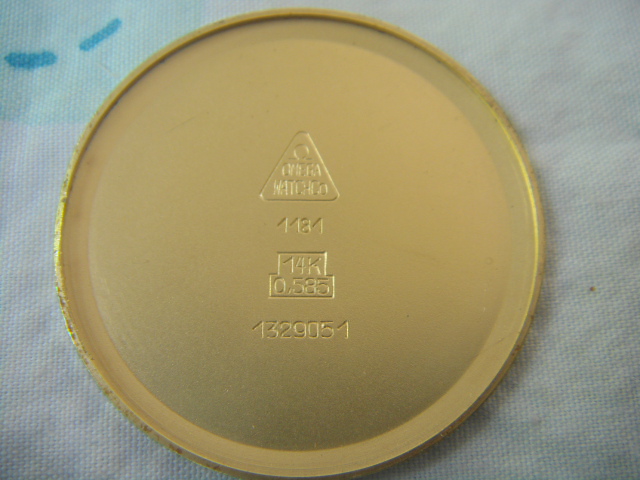 Ω
OMEGA
WATCH Co
1181
14K
0,585
1329051